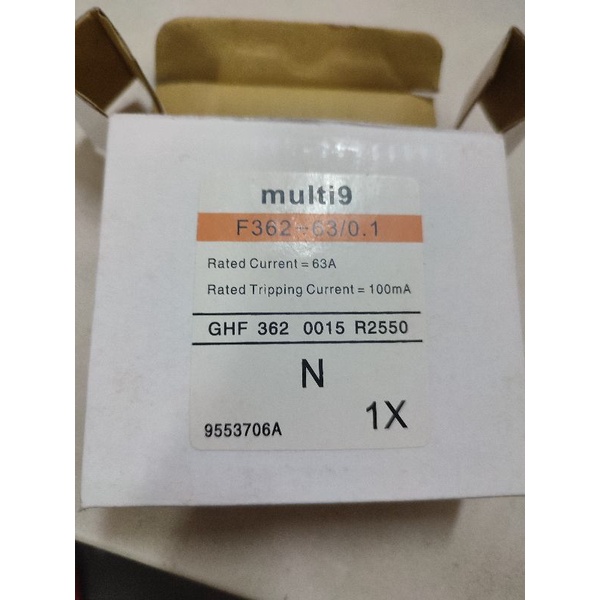 multi9
F362-63/0.1
Rated Current = 63A
Rated Tripping Current = 100mA
GHF 362 0015 R2550
N
1X
9553706A